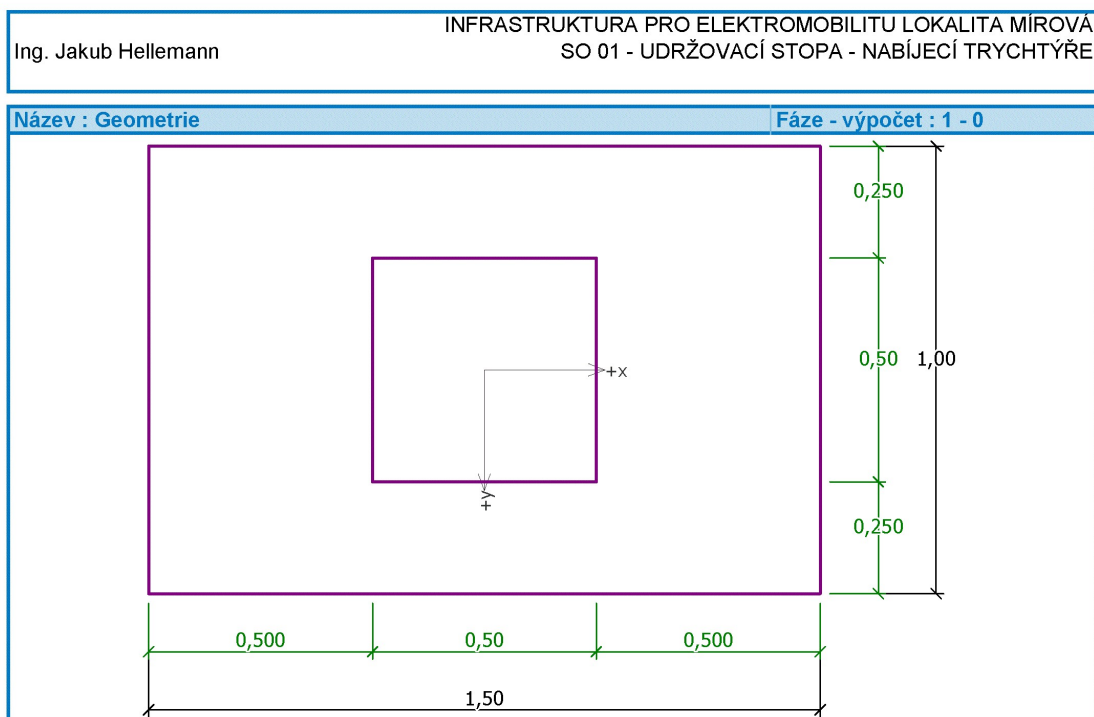 INFRASTRUKTURA PRO ELEKTROMOBILITU LOKALITA MÍROVÁ
Ing. Jakub Hellemann
SO 01 - UDRŽOVACÍ STOPA - NABÍJECÍ TRYCHTÝŘE
Název : Geometrie
Fáze - výpočet : 1 - 0
0,250
0,50
1,00
+x
+y
0,250
0,500
0,50
0,500
1,50